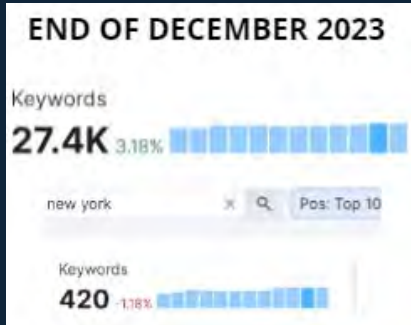 END OF DECEMBER 2023
Keywords
27.4K 3.18%
new york × Pos: Top 10
Keywords
420 -1.18%